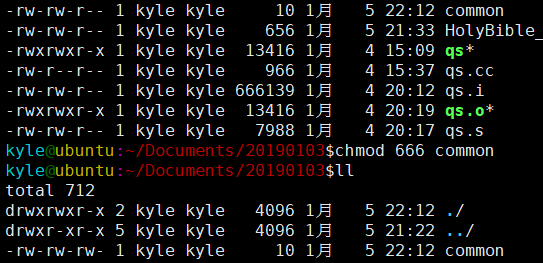 -rw-rw-r-- 1 kyle kyle     10 1月   5 22:12 common
-rw-rw-r-- 1 kyle kyle    656 1月   5 21:33 HolyBible_
-rwxrwxr-x 1 kyle kyle  13416 1月   4 15:09 qs*
-rw-r--r-- 1 kyle kyle    966 1月   4 15:37 qs.cc
-rw-rw-r-- 1 kyle kyle 666139 1月   4 20:12 qs.i
-rwxrwxr-x 1 kyle kyle  13416 1月   4 20:19 qs.o*
-rw-rw-r-- 1 kyle kyle   7988 1月   4 20:17 qs.s
kyle@ubuntu:~/Documents/20190103$chmod 666 common
kyle@ubuntu:~/Documents/20190103$ll
total 712
drwxrwxr-x 2 kyle kyle   4096 1月   5 22:12 ./
drwxr-xr-x 5 kyle kyle   4096 1月   5 21:22 ../
-rw-rw-rw- 1 kyle kyle     10 1月   5 22:12 common